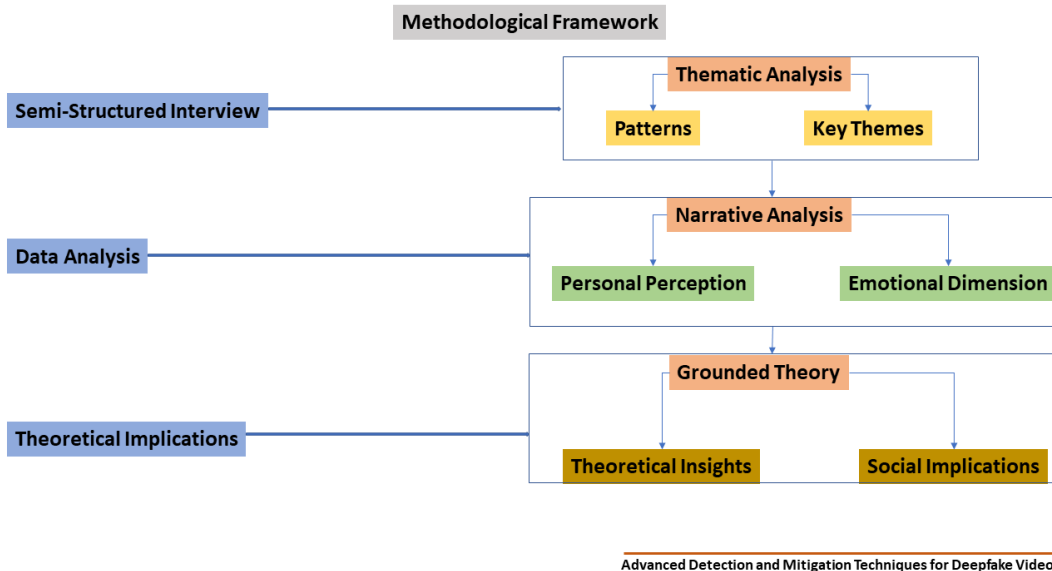 Methodological Framework
Thematic Analysis
Semi-Structured Interview
Patterns
Key Themes
Narrative Analysis
Data Analysis
Personal Perception
Emotional Dimension
Grounded Theory
Theoretical Implications
Theoretical Insights
Social Implications
Advanced Detection and Mitigation Techniques for Deepfake Video